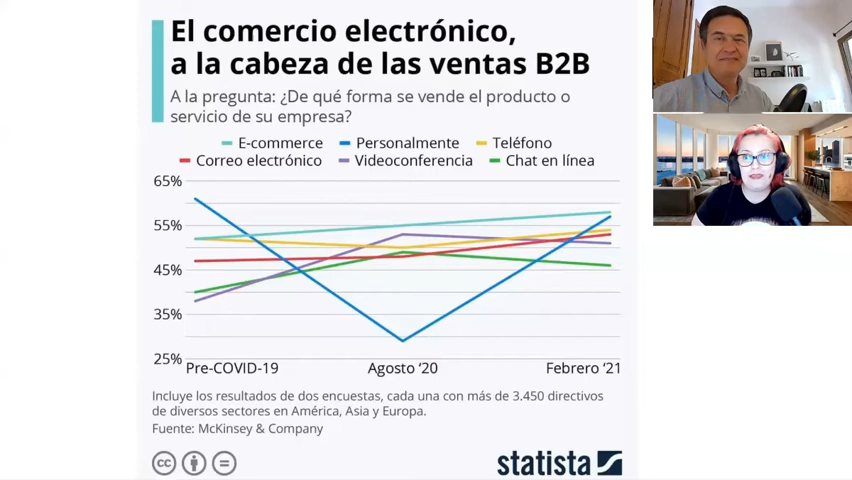 El comercio electrónico,
a la cabeza de las ventas B2B
A la pregunta: ¿De qué forma se vende el producto o
servicio de su empresa?
E-commerce Personalmente Teléfono
Correo electrónico Videoconferencia Chat en línea
65%
55%
45%
35%
25%
Pre-COVID-19 Agosto ‘20 Febrero ‘21
Incluye los resultados de dos encuestas, cada una con más de 3.450 directivos
de diversos sectores en América, Asia y Europa.
Fuente: McKinsey & Company
cc statista